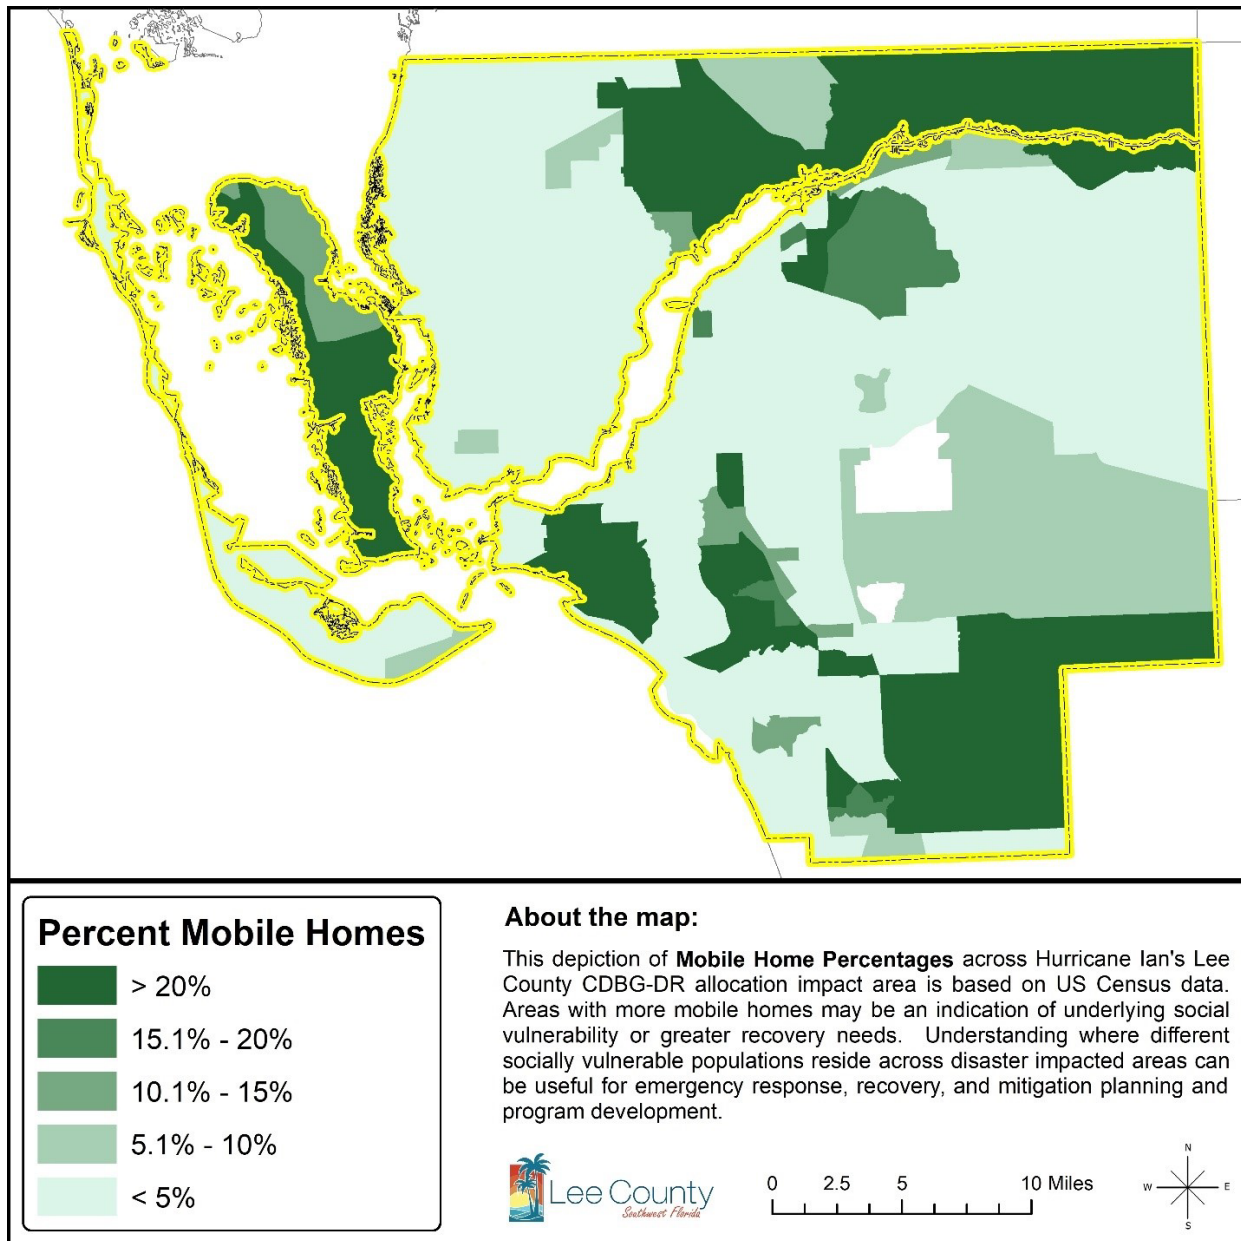 Percent Mobile Homes
> 20%
15.1% - 20%
10.1% - 15%
5.1% - 10%
< 5%
About the map:
This depiction of Mobile Home Percentages across Hurricane Ian's Lee
County CDBG-DR allocation impact area is based on US Census data.
Areas with more mobile homes may be an indication of underlying social
vulnerability or greater recovery needs.  Understanding where different
socially vulnerable populations reside across disaster impacted areas can
be useful for emergency response, recovery, and mitigation planning and
program development.
Lee County
Southwest Florida
0 2.5 5 10 Miles
N
W E
S